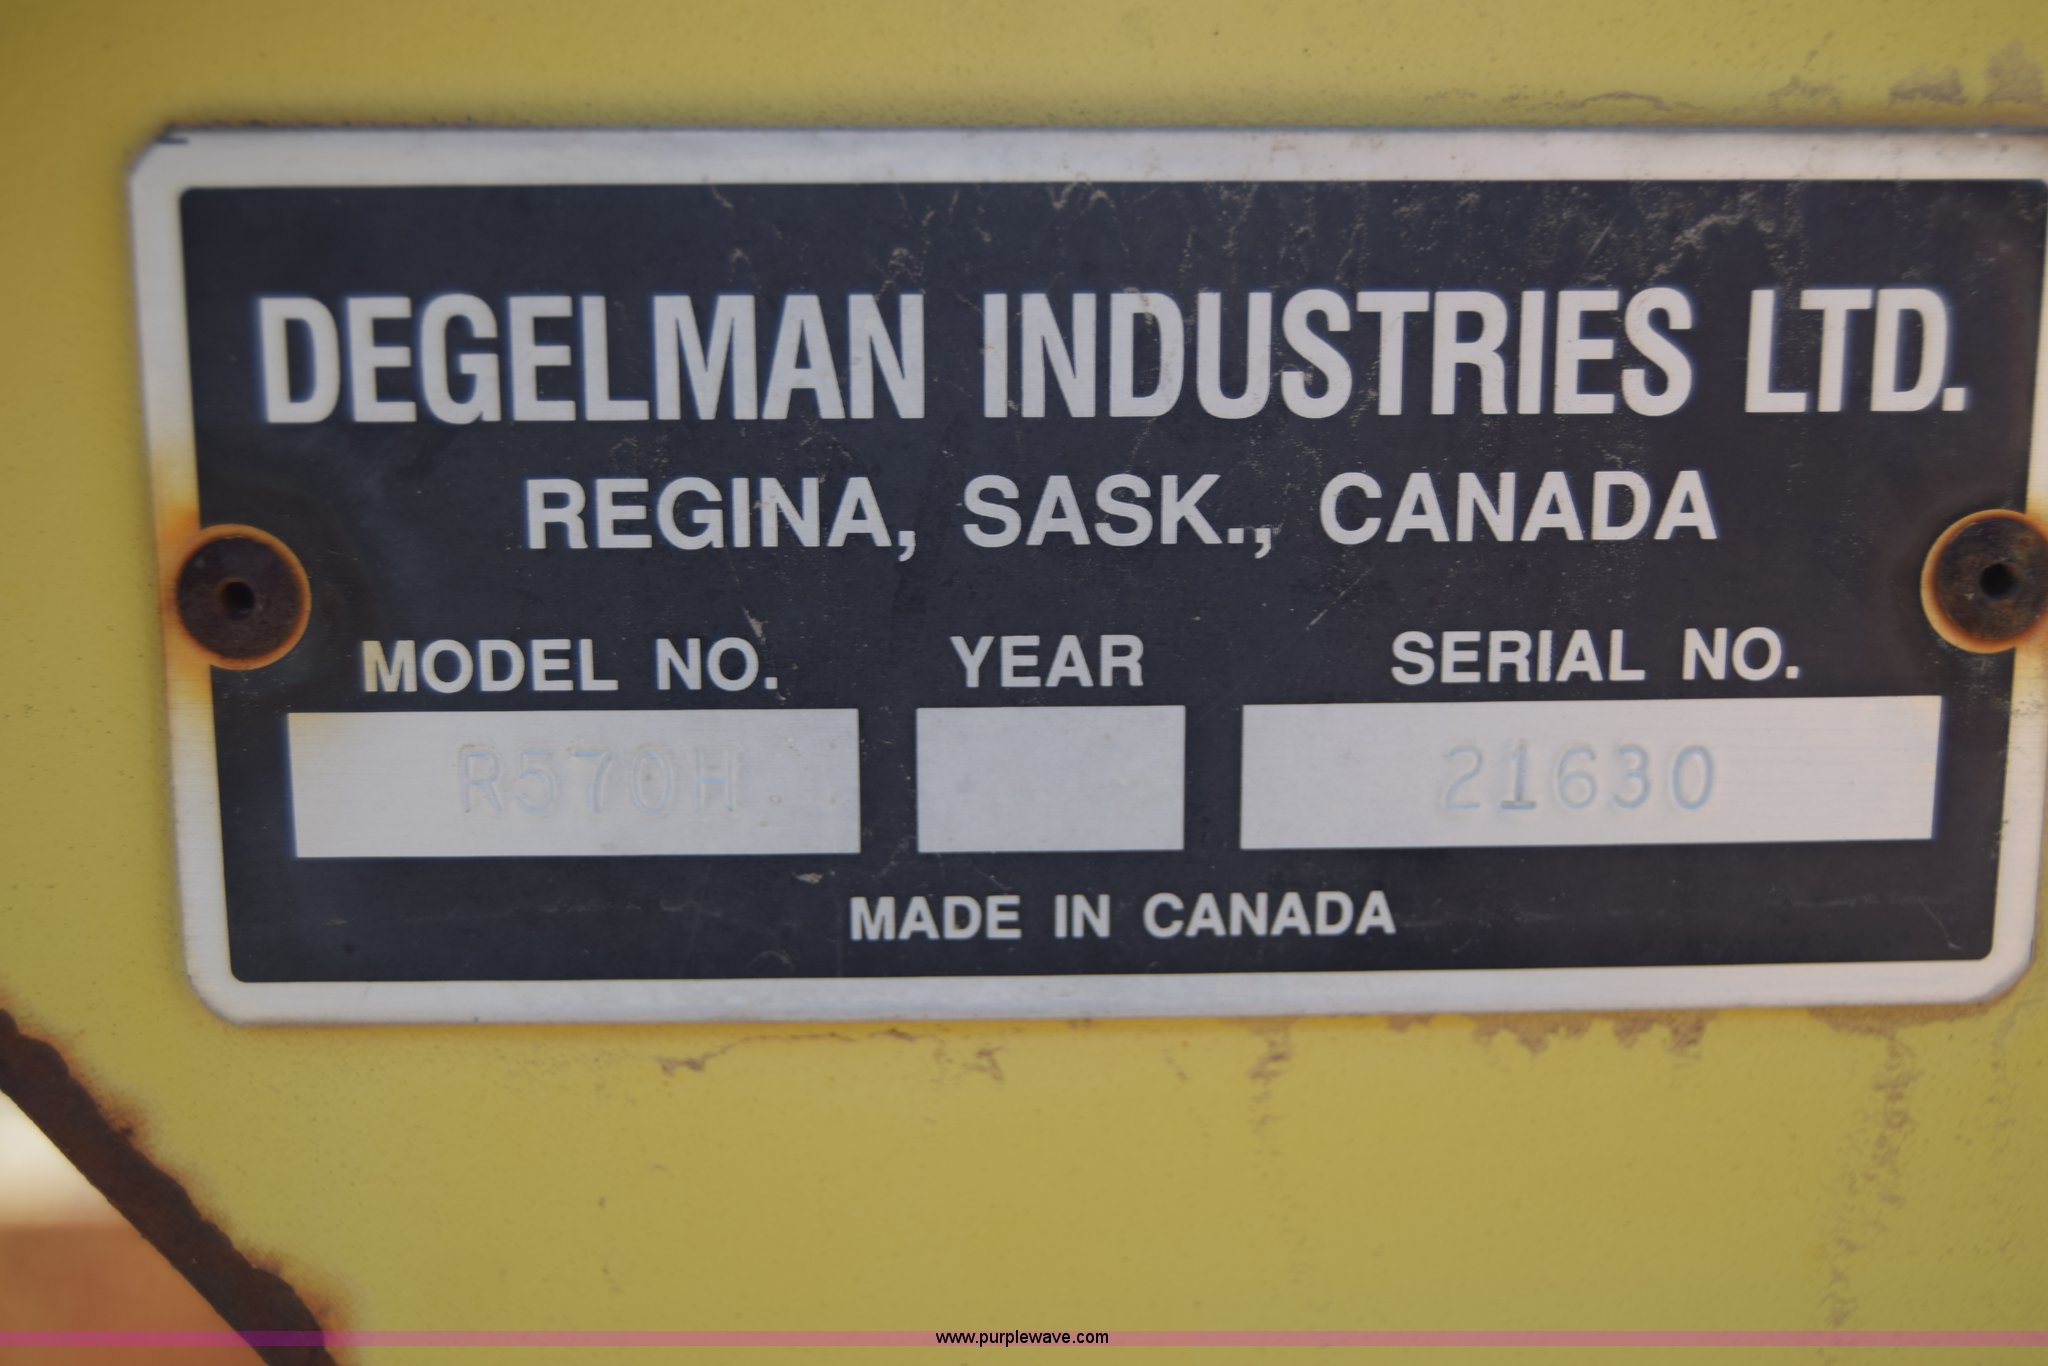 DEGELMAN INDUSTRIES LTD.
REGINA, SASK., CANADA
MODEL NO. YEAR SERIAL NO.
R570H 21630
MADE IN CANADA
www.purplewave.com